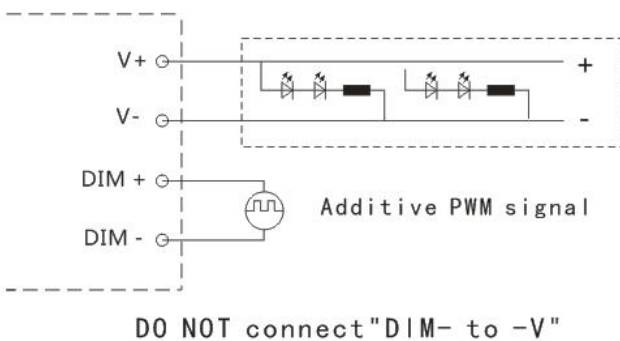 V+
+
V-
-
DIM +
Additive PWM signal
DIM -
DO NOT connect"DIM- to -V"